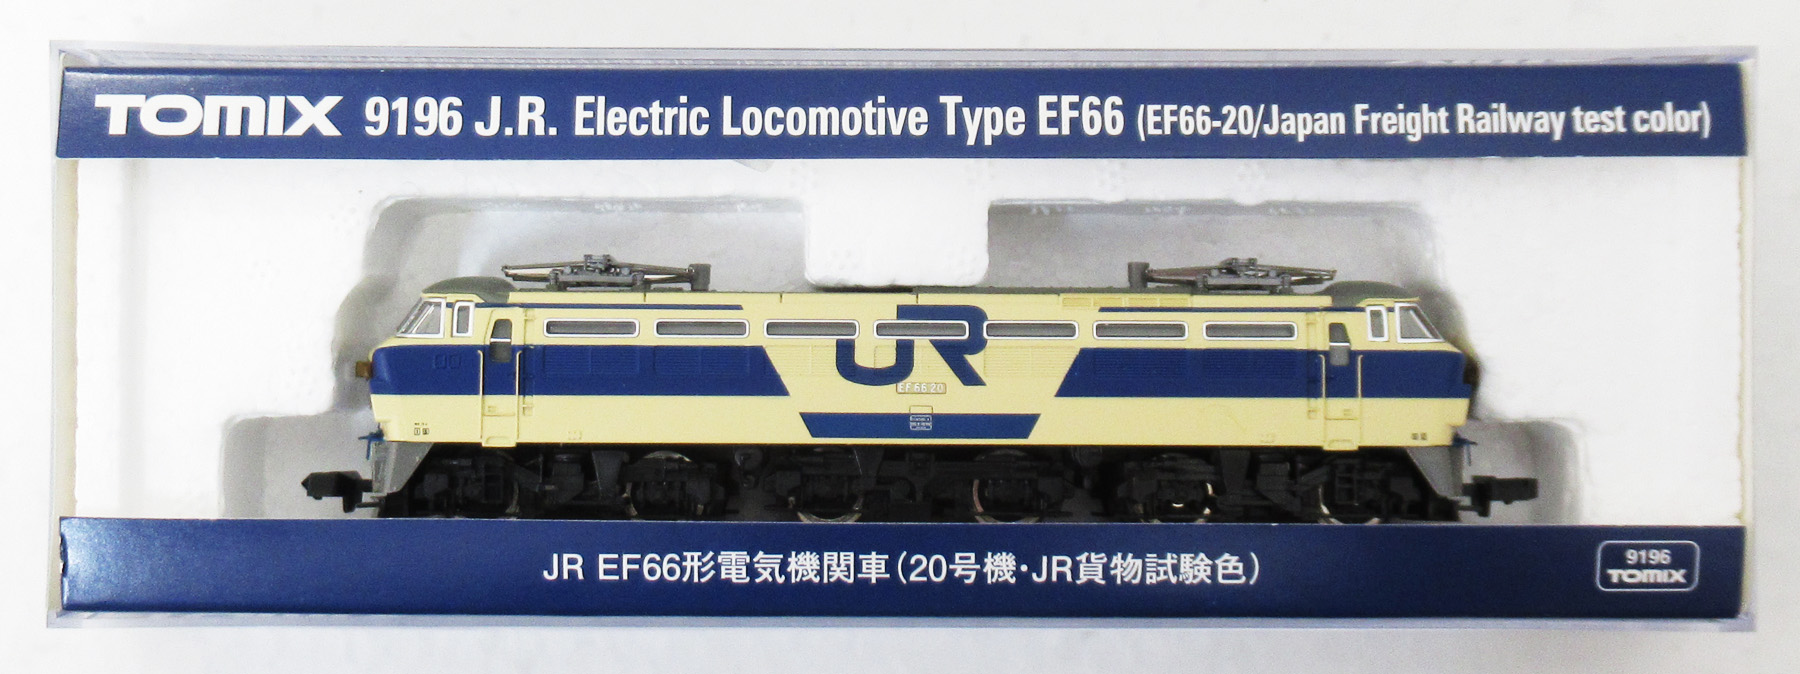 TOMIX 9196 J.R. Electric Locomotive Type EF66 (EF66-20/Japan Freight Railway test color)
JR
EF 66 20
JR EF66形電気機関車(20号機・JR貨物試験色)
9196
TOMIX